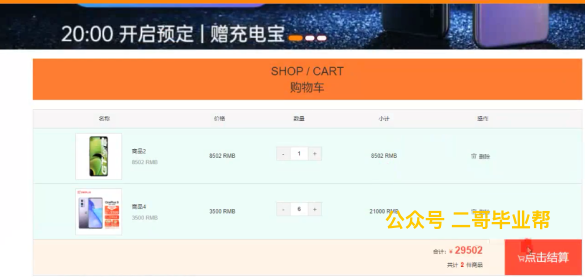 20:00 开启预定 | 赠充电宝
SHOP / CART
购物车
名称 价格 数量 小计 操作
商品2
8502 RMB
8502 RMB
- 1 +
8502 RMB
删除
商品4
3500 RMB
3500 RMB
- 6 +
21000 RMB
删除
公众号 二哥毕业帮
合计：¥ 29502
共计 2 件商品
点击结算